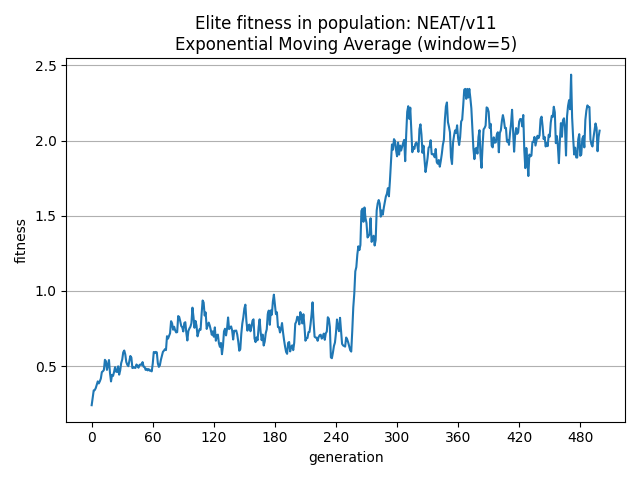 Elite fitness in population: NEAT/v11
Exponential Moving Average (window=5)
2.5
2.0
1.5
1.0
0.5
fitness
0 60 120 180 240 300 360 420 480
generation